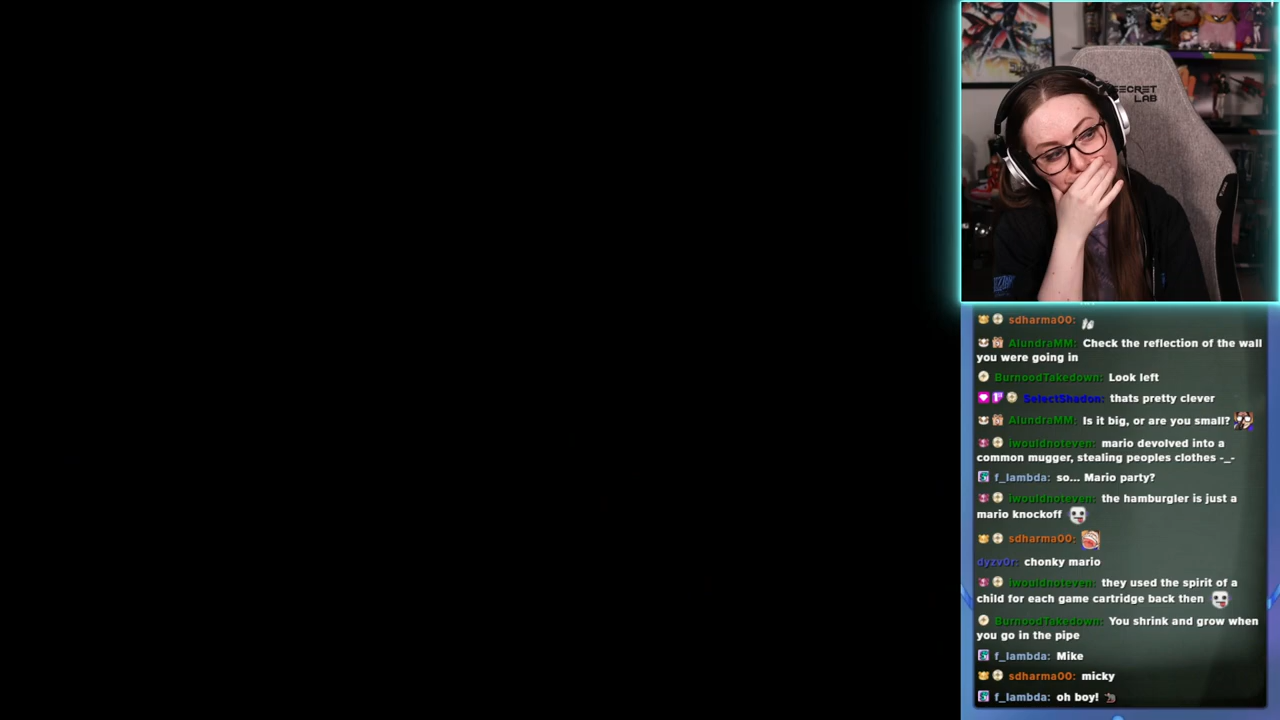 SECRET
LAB
sdharma00:
AlundraMM: Check the reflection of the wall
you were going in
BurnoodTakedown: Look left
SelectShadon: thats pretty clever
AlundraMM: Is it big, or are you small?
iwouldnoteven: mario devolved into a
common mugger, stealing peoples clothes -_-
f_lambda: so... Mario party?
iwouldnoteven: the hamburgler is just a
mario knockoff
sdharma00:
dyzv0r: chonky mario
iwouldnoteven: they used the spirit of a
child for each game cartridge back then
BurnoodTakedown: You shrink and grow when
you go in the pipe
f_lambda: Mike
sdharma00: micky
f_lambda: oh boy!